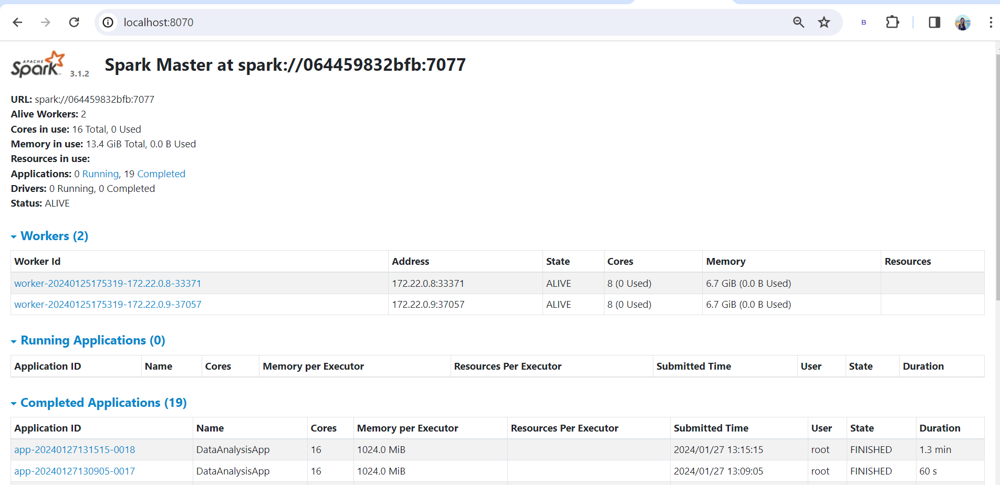 localhost:8070
B
APACHE
Spark 3.1.2 Spark Master at spark://064459832bfb:7077
URL: spark://064459832bfb:7077
Alive Workers: 2
Cores in use: 16 Total, 0 Used
Memory in use: 13.4 GiB Total, 0.0 B Used
Resources in use:
Applications: 0 Running, 19 Completed
Drivers: 0 Running, 0 Completed
Status: ALIVE
Workers (2)
Worker Id Address State Cores Memory Resources
worker-20240125175319-172.22.0.8-33371 172.22.0.8:33371 ALIVE 8 (0 Used) 6.7 GiB (0.0 B Used)
worker-20240125175319-172.22.0.9-37057 172.22.0.9:37057 ALIVE 8 (0 Used) 6.7 GiB (0.0 B Used)
Running Applications (0)
Application ID Name Cores Memory per Executor Resources Per Executor Submitted Time User State Duration
Completed Applications (19)
Application ID Name Cores Memory per Executor Resources Per Executor Submitted Time User State Duration
app-20240127131515-0018 DataAnalysisApp 16 1024.0 MiB 2024/01/27 13:15:15 root FINISHED 1.3 min
app-20240127130905-0017 DataAnalysisApp 16 1024.0 MiB 2024/01/27 13:09:05 root FINISHED 60 s